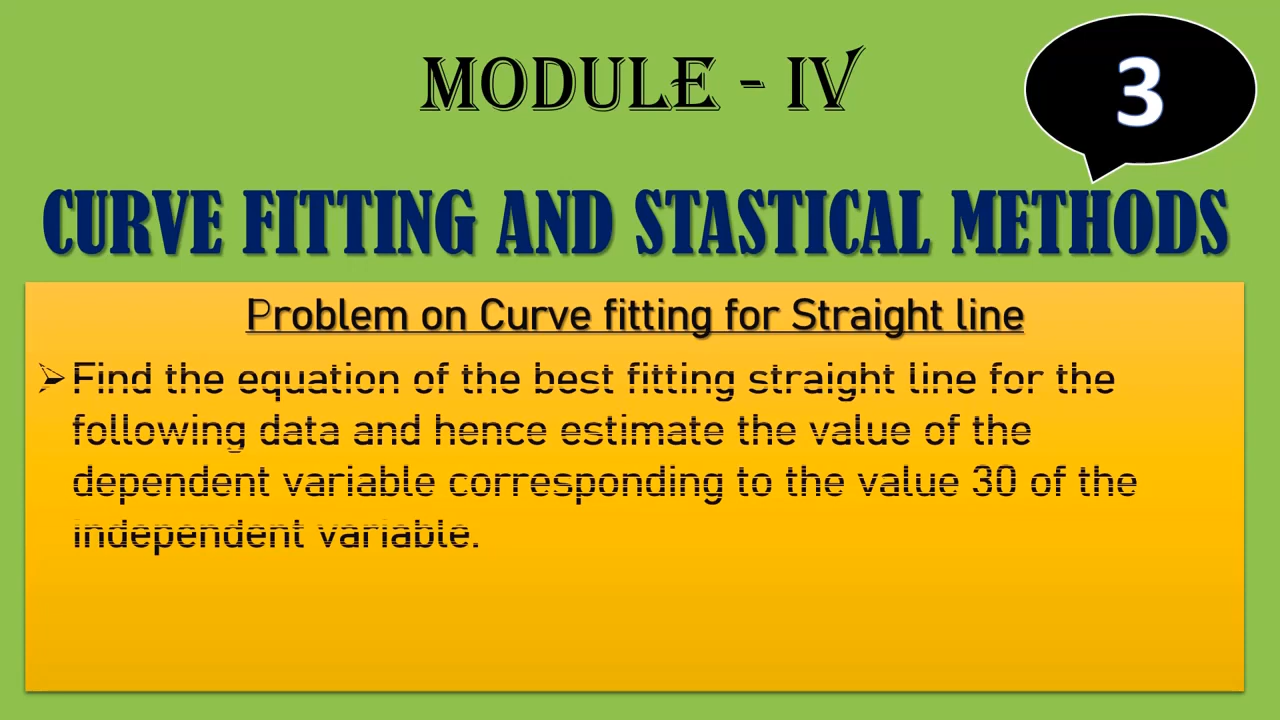 MODULE - IV
3
CURVE FITTING AND STASTICAL METHODS
Problem on Curve fitting for Straight line
➢Find the equation of the best fitting straight line for the
following data and hence estimate the value of the
dependent variable corresponding to the value 30 of the
independent variable.